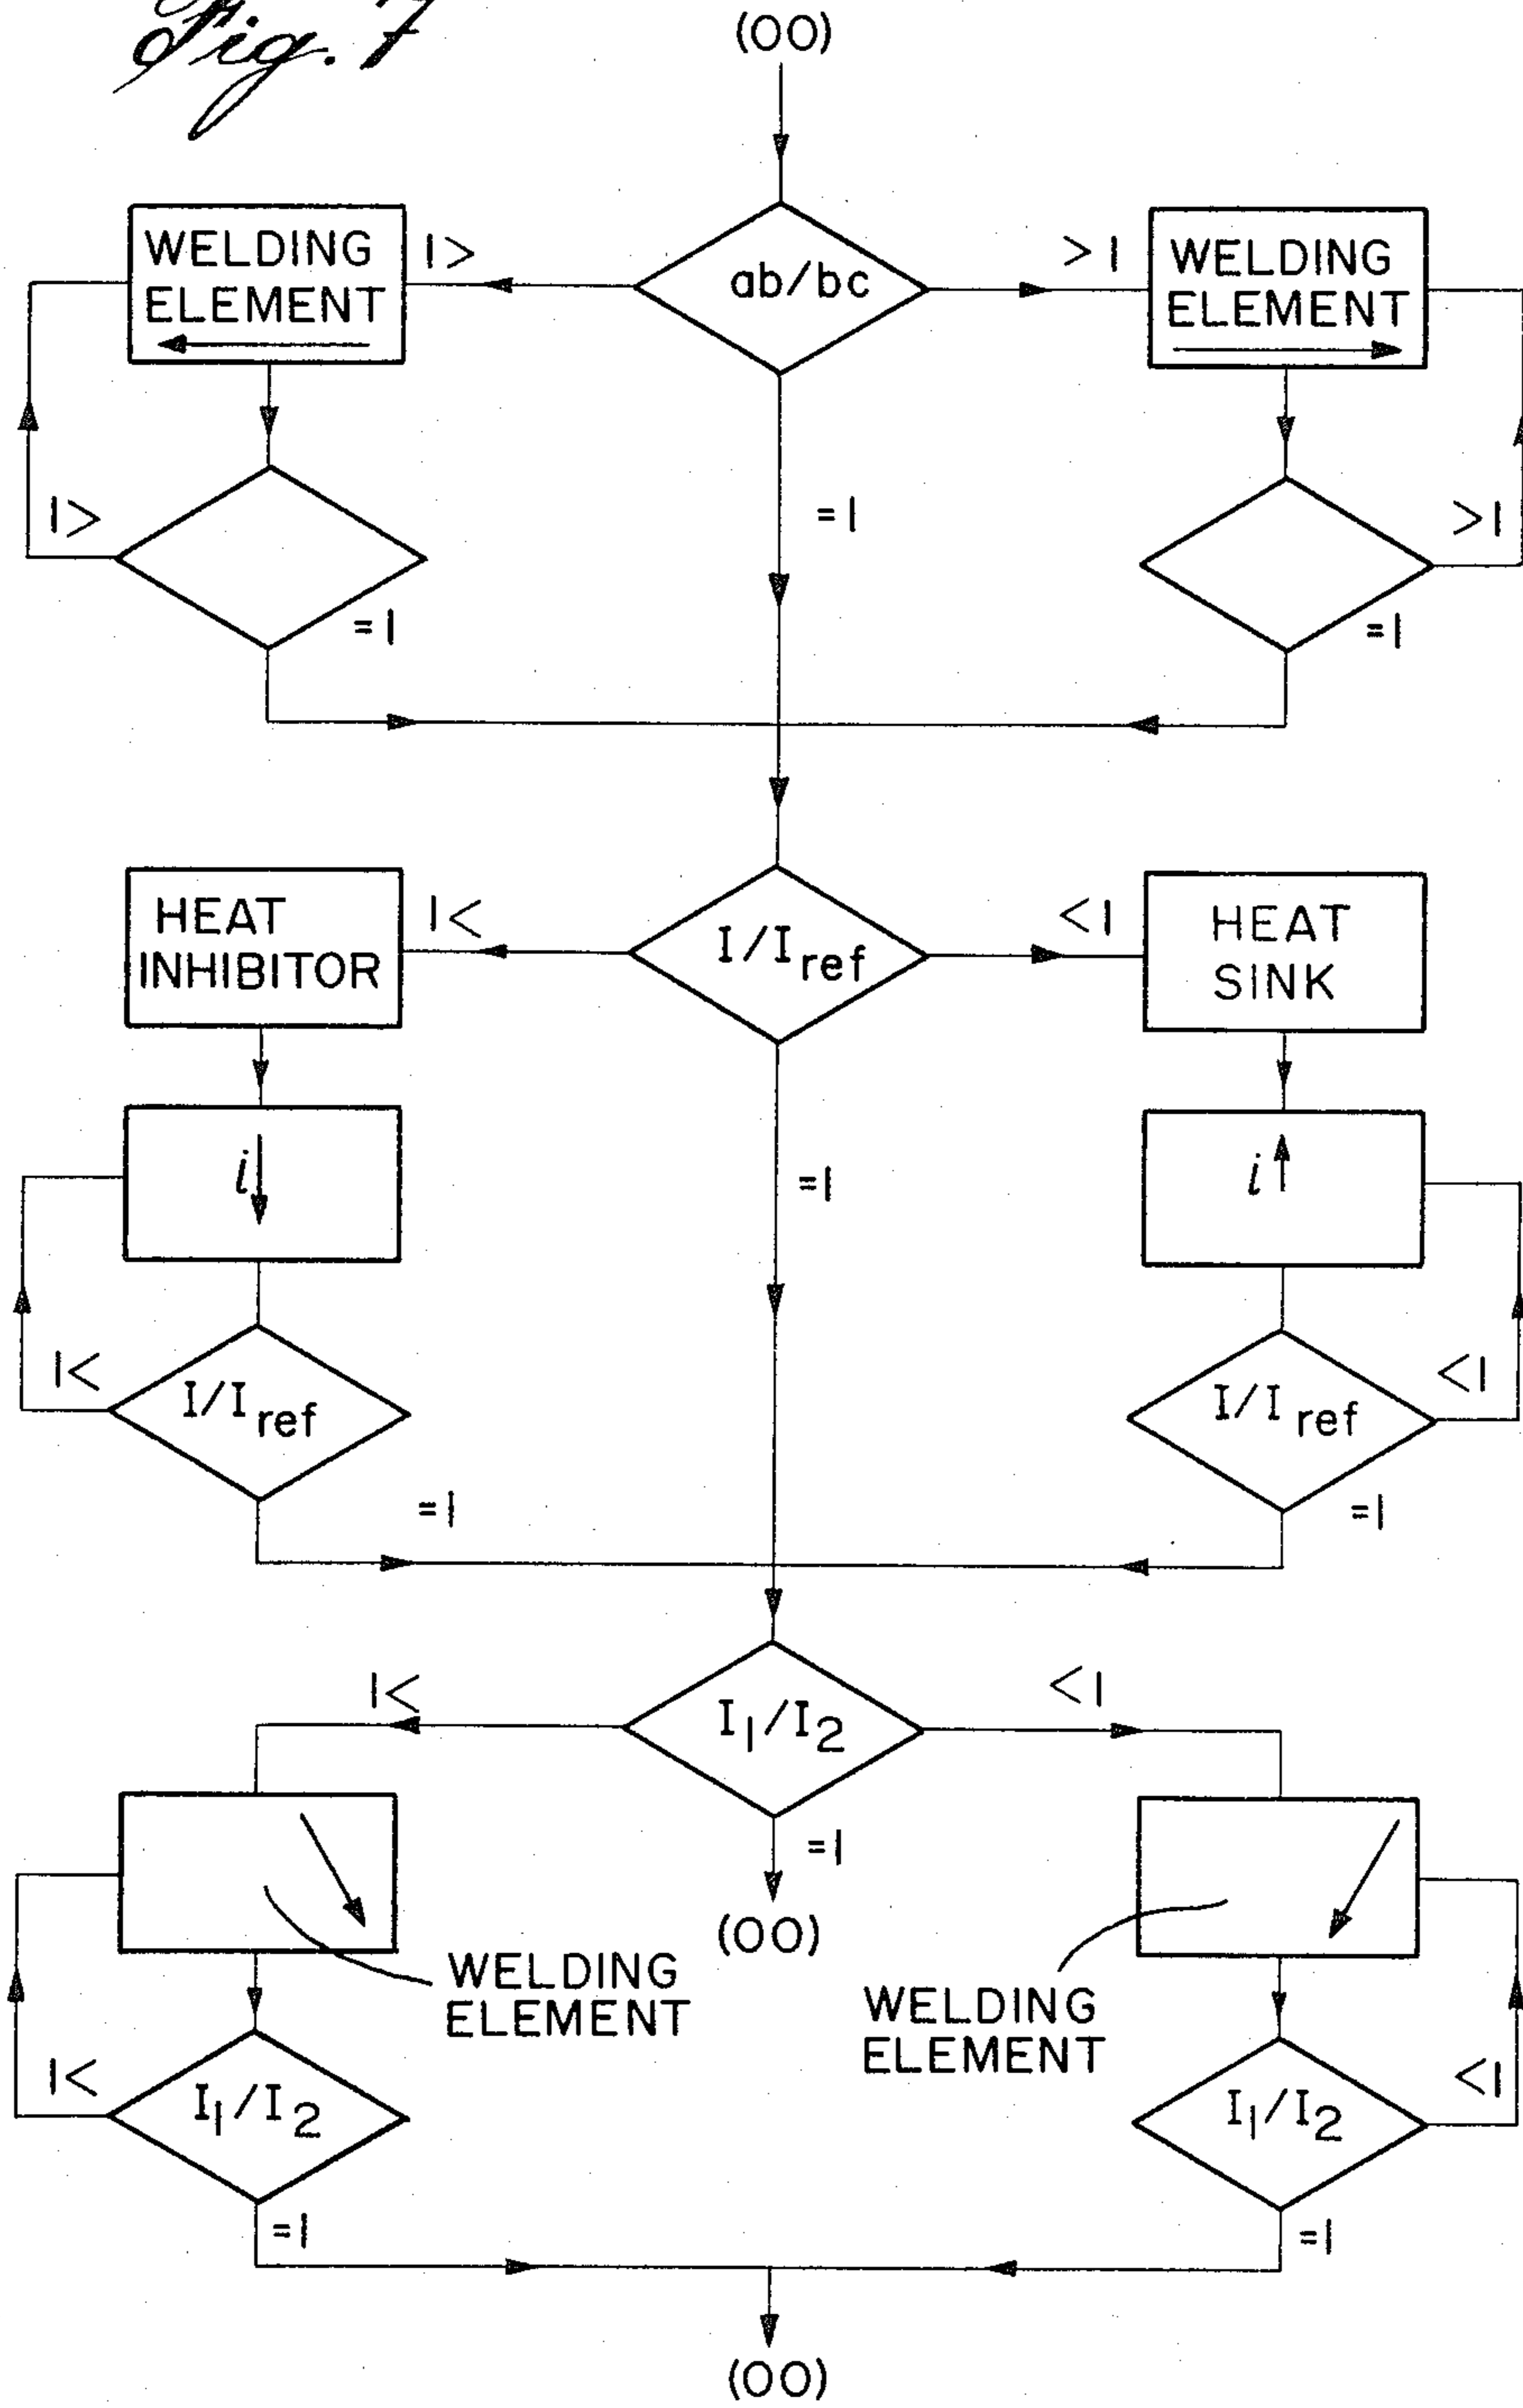 Fig. 7
(00)
WELDING
ELEMENT
1>
ab/bc
>1
WELDING
ELEMENT
1>
=1
=1
>1
=1
HEAT
INHIBITOR
1<
I/Iref
<1
HEAT
SINK
i
=1
i
1<
I/Iref
=1
I/Iref
<1
=1
1<
I1/I2
<1
=1
(00)
WELDING
ELEMENT
WELDING
ELEMENT
1<
I1/I2
=1
I1/I2
<1
=1
(00)